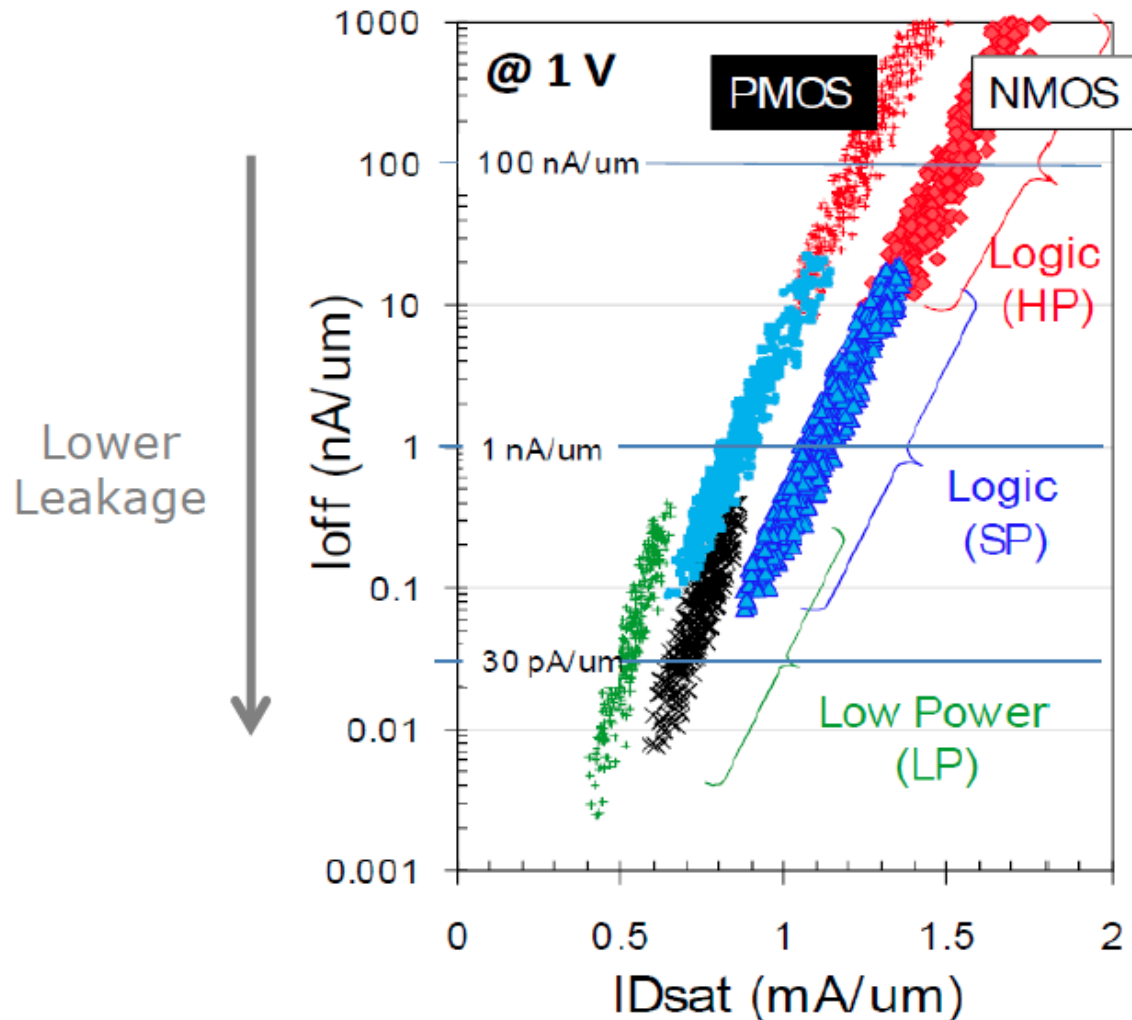 1000
@ 1 V
PMOS
NMOS
100
100 nA/um
Logic
(HP)
10
Lower
Leakage
Ioff (nA/um)
1
1 nA/um
Logic
(SP)
0.1
30 pA/um
Low Power
(LP)
0.01
0.001
0
0.5
1
1.5
2
IDsat (mA/um)